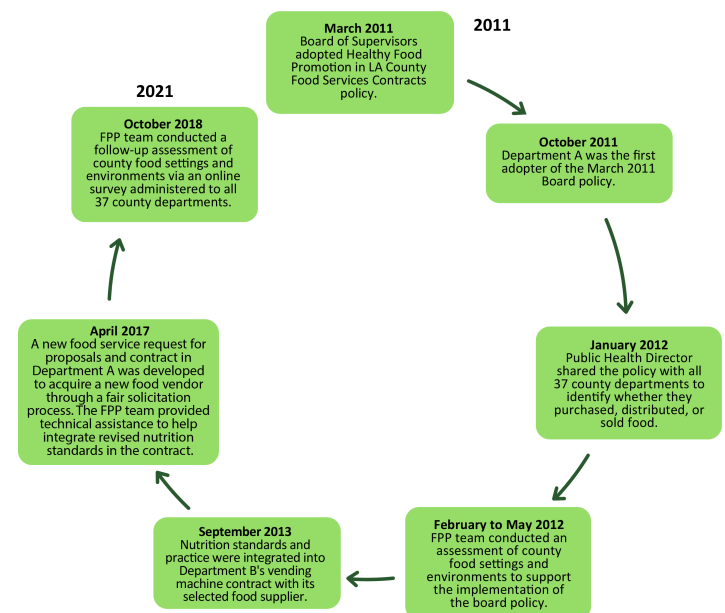 March 2011
Board of Supervisors
adopted Healthy Food
Promotion in LA County
Food Services Contracts
policy.
2011
October 2011
Department A was the first
adopter of the March 2011
Board policy.
January 2012
Public Health Director
shared the policy with all
37 county departments to
identify whether they
purchased, distributed, or
sold food.
February to May 2012
FPP team conducted an
assessment of county
food settings and
environments to support
the implementation of
the board policy.
September 2013
Nutrition standards and
practice were integrated into
Department B's vending
machine contract with its
selected food supplier.
April 2017
A new food service request for
proposals and contract in
Department A was developed
to acquire a new food vendor
through a fair solicitation
process. The FPP team provided
technical assistance to help
integrate revised nutrition
standards in the contract.
2021
October 2018
FPP team conducted a
follow-up assessment of
county food settings and
environments via an online
survey administered to all
37 county departments.